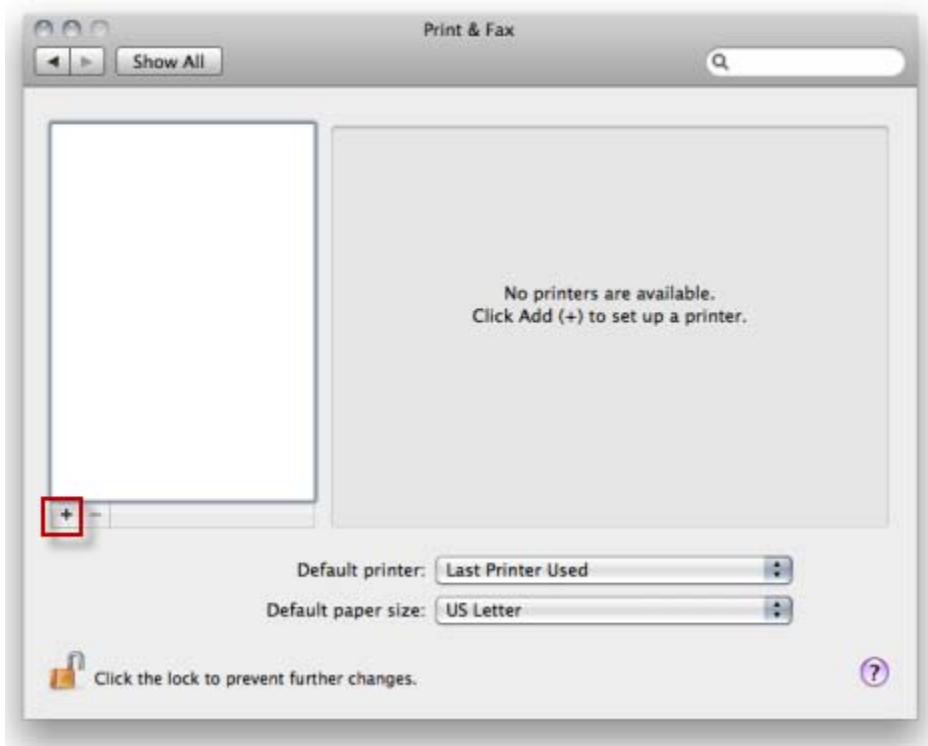 Print & Fax
Show All
No printers are available.
Click Add (+) to set up a printer.
+ −
Default printer: Last Printer Used
Default paper size: US Letter
Click the lock to prevent further changes.
?